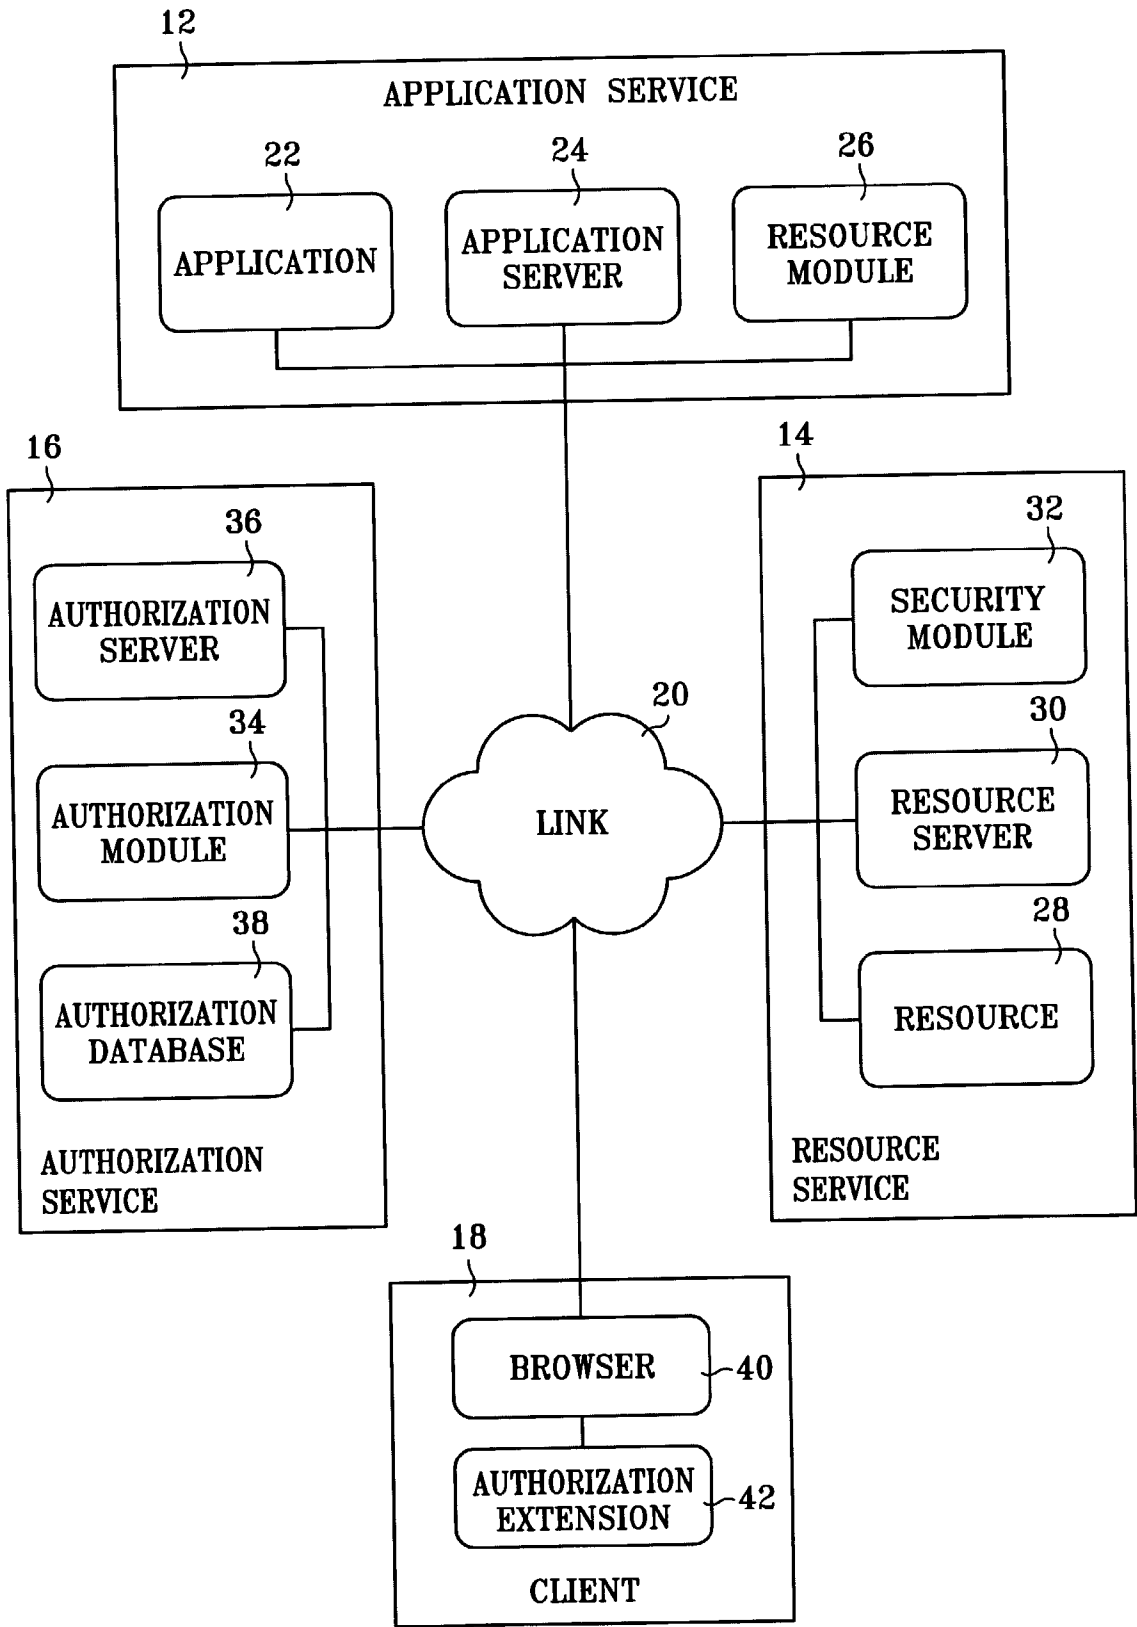 12
APPLICATION SERVICE
22
24
26
APPLICATION
APPLICATION
SERVER
RESOURCE
MODULE
16
14
36
AUTHORIZATION
SERVER
34
AUTHORIZATION
MODULE
38
AUTHORIZATION
DATABASE
AUTHORIZATION
SERVICE
20
LINK
32
SECURITY
MODULE
30
RESOURCE
SERVER
28
RESOURCE
RESOURCE
SERVICE
18
BROWSER
40
AUTHORIZATION
EXTENSION
42
CLIENT